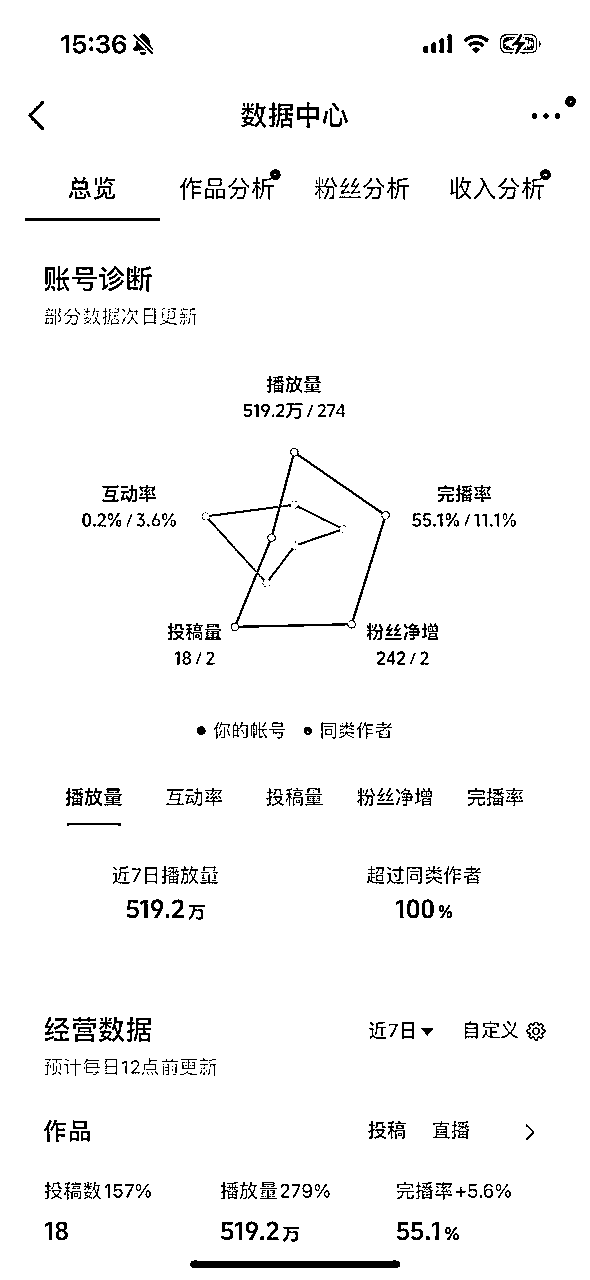 15:36
数据中心
总览 作品分析 粉丝分析 收入分析
账号诊断
部分数据次日更新
播放量
519.2万 / 274
互动率
0.2% / 3.6%
完播率
55.1% / 11.1%
投稿量
18 / 2
粉丝净增
242 / 2
你的帐号 同类作者
播放量 互动率 投稿量 粉丝净增 完播率
近7日播放量 超过同类作者
519.2万 100%
经营数据 近7日 自定义
预计每日12点前更新
作品 投稿 直播
投稿数157% 播放量279% 完播率+5.6%
18 519.2万 55.1%